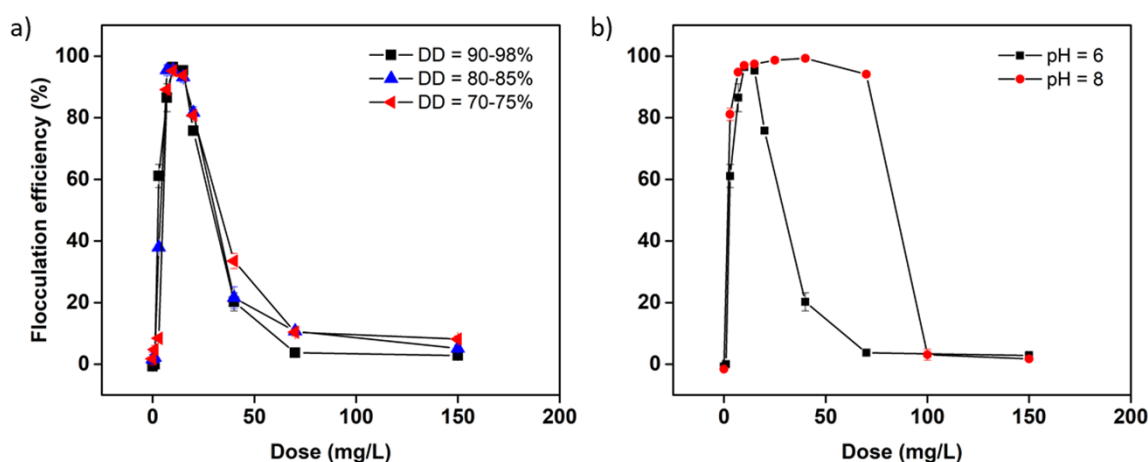 a)
Flocculation efficiency (%)
100
80
60
40
20
0
DD = 90-98%
DD = 80-85%
DD = 70-75%
0 50 100 150 200
Dose (mg/L)
b)
100
80
60
40
20
0
pH = 6
pH = 8
0 50 100 150 200
Dose (mg/L)